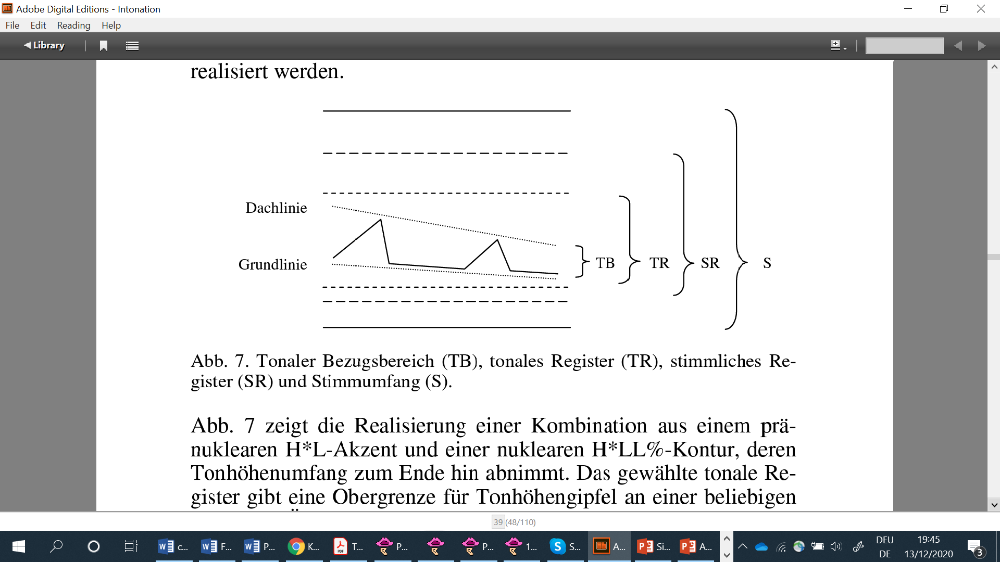 Adobe Digital Editions - Intonation
File Edit Reading Help
Library
realisiert werden.
Dachlinie
Grundlinie
TB TR SR S
Abb. 7. Tonaler Bezugsbereich (TB), tonales Register (TR), stimmliches Re-
gister (SR) und Stimmumfang (S).
Abb. 7 zeigt die Realisierung einer Kombination aus einem prä-
nuklearen H*L-Akzent und einer nuklearen H*LL%-Kontur, deren
Tonhöhenumfang zum Ende hin abnimmt. Das gewählte tonale Re-
gister gibt eine Obergrenze für Tonhöhengipfel an einer beliebigen
39 (48/110)
c... F... P... K... T... P... P... 1... S... A... Si... A... DEU 19:45
DE 13/12/2020 3